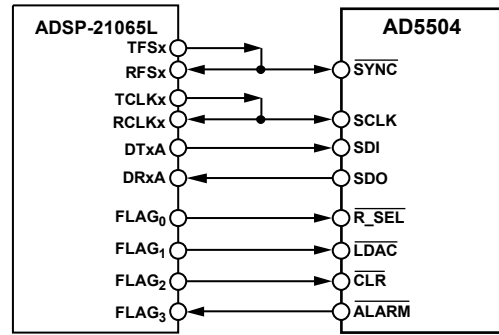 ADSP-21065L
AD5504
TFSx
RFSx
SYNC
TCLKx
RCLKx
SCLK
DTxA
SDI
DRxA
SDO
FLAG0
R_SEL
FLAG1
LDAC
FLAG2
CLR
FLAG3
ALARM